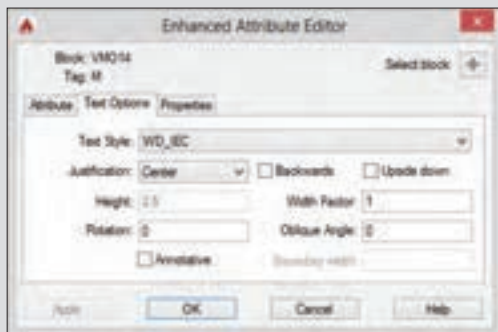 Enhanced Attribute Editor
Block: VMO14
Tag: M
Select block
Attribute Text Options Properties
Text Style: WD_IEC
Justification: Center Backwards Upside down
Height: 2.5 Width Factor: 1
Rotation: 0 Oblique Angle: 0
Annotative Boundary width:
Apply OK Cancel Help